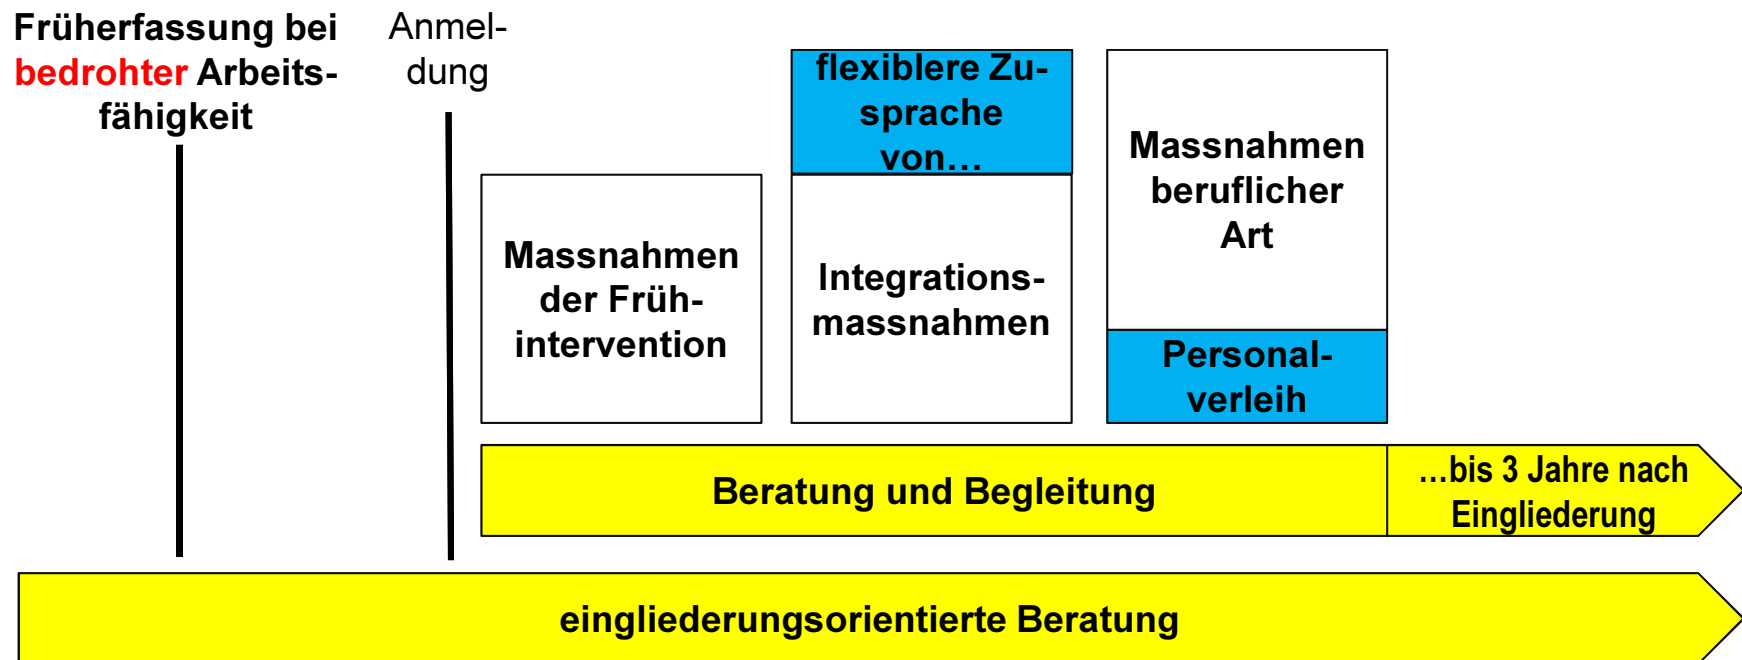 Früherfassung bei
bedrohter Arbeits-
fähigkeit
Anmel-
dung
flexiblere Zu-
sprache
von…
Massnahmen
beruflicher
Art
Massnahmen
der Früh-
intervention
Integrations-
massnahmen
Personal-
verleih
Beratung und Begleitung
…bis 3 Jahre nach
Eingliederung
eingliederungsorientierte Beratung